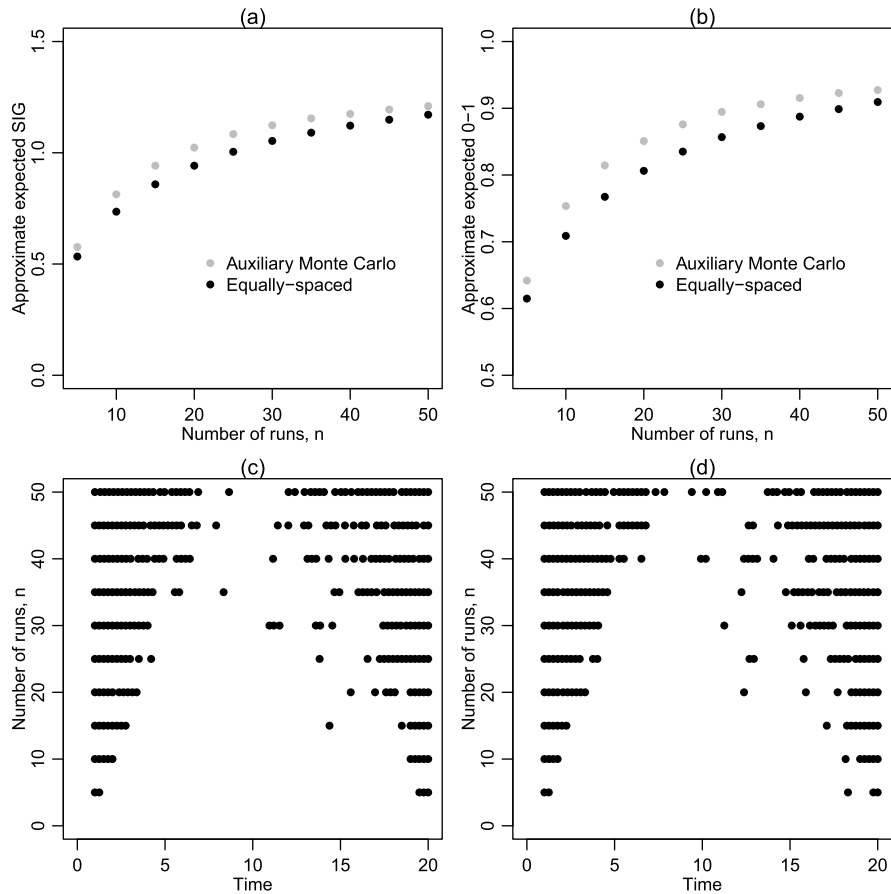 (a)
Approximate expected SIG
1.5
1.0
0.5
0.0
Auxiliary Monte Carlo
Equally-spaced
10 20 30 40 50
Number of runs, n
(b)
Approximate expected 0−1
1.0
0.9
0.8
0.7
0.6
0.5
Auxiliary Monte Carlo
Equally-spaced
10 20 30 40 50
Number of runs, n
(c)
Number of runs, n
50
40
30
20
10
0
0 5 10 15 20
Time
(d)
Number of runs, n
50
40
30
20
10
0
0 5 10 15 20
Time